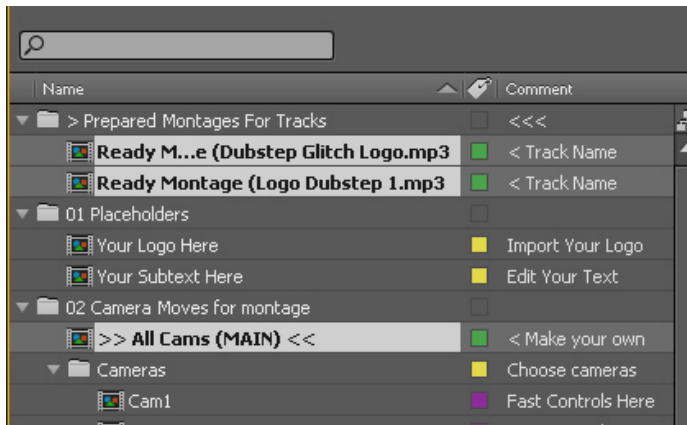 Name Comment
> Prepared Montages For Tracks <<<
Ready M...e (Dubstep Glitch Logo.mp3 < Track Name
Ready Montage (Logo Dubstep 1.mp3 < Track Name
01 Placeholders
Your Logo Here Import Your Logo
Your Subtext Here Edit Your Text
02 Camera Moves for montage
>> All Cams (MAIN) << < Make your own
Cameras Choose cameras
Cam1 Fast Controls Here